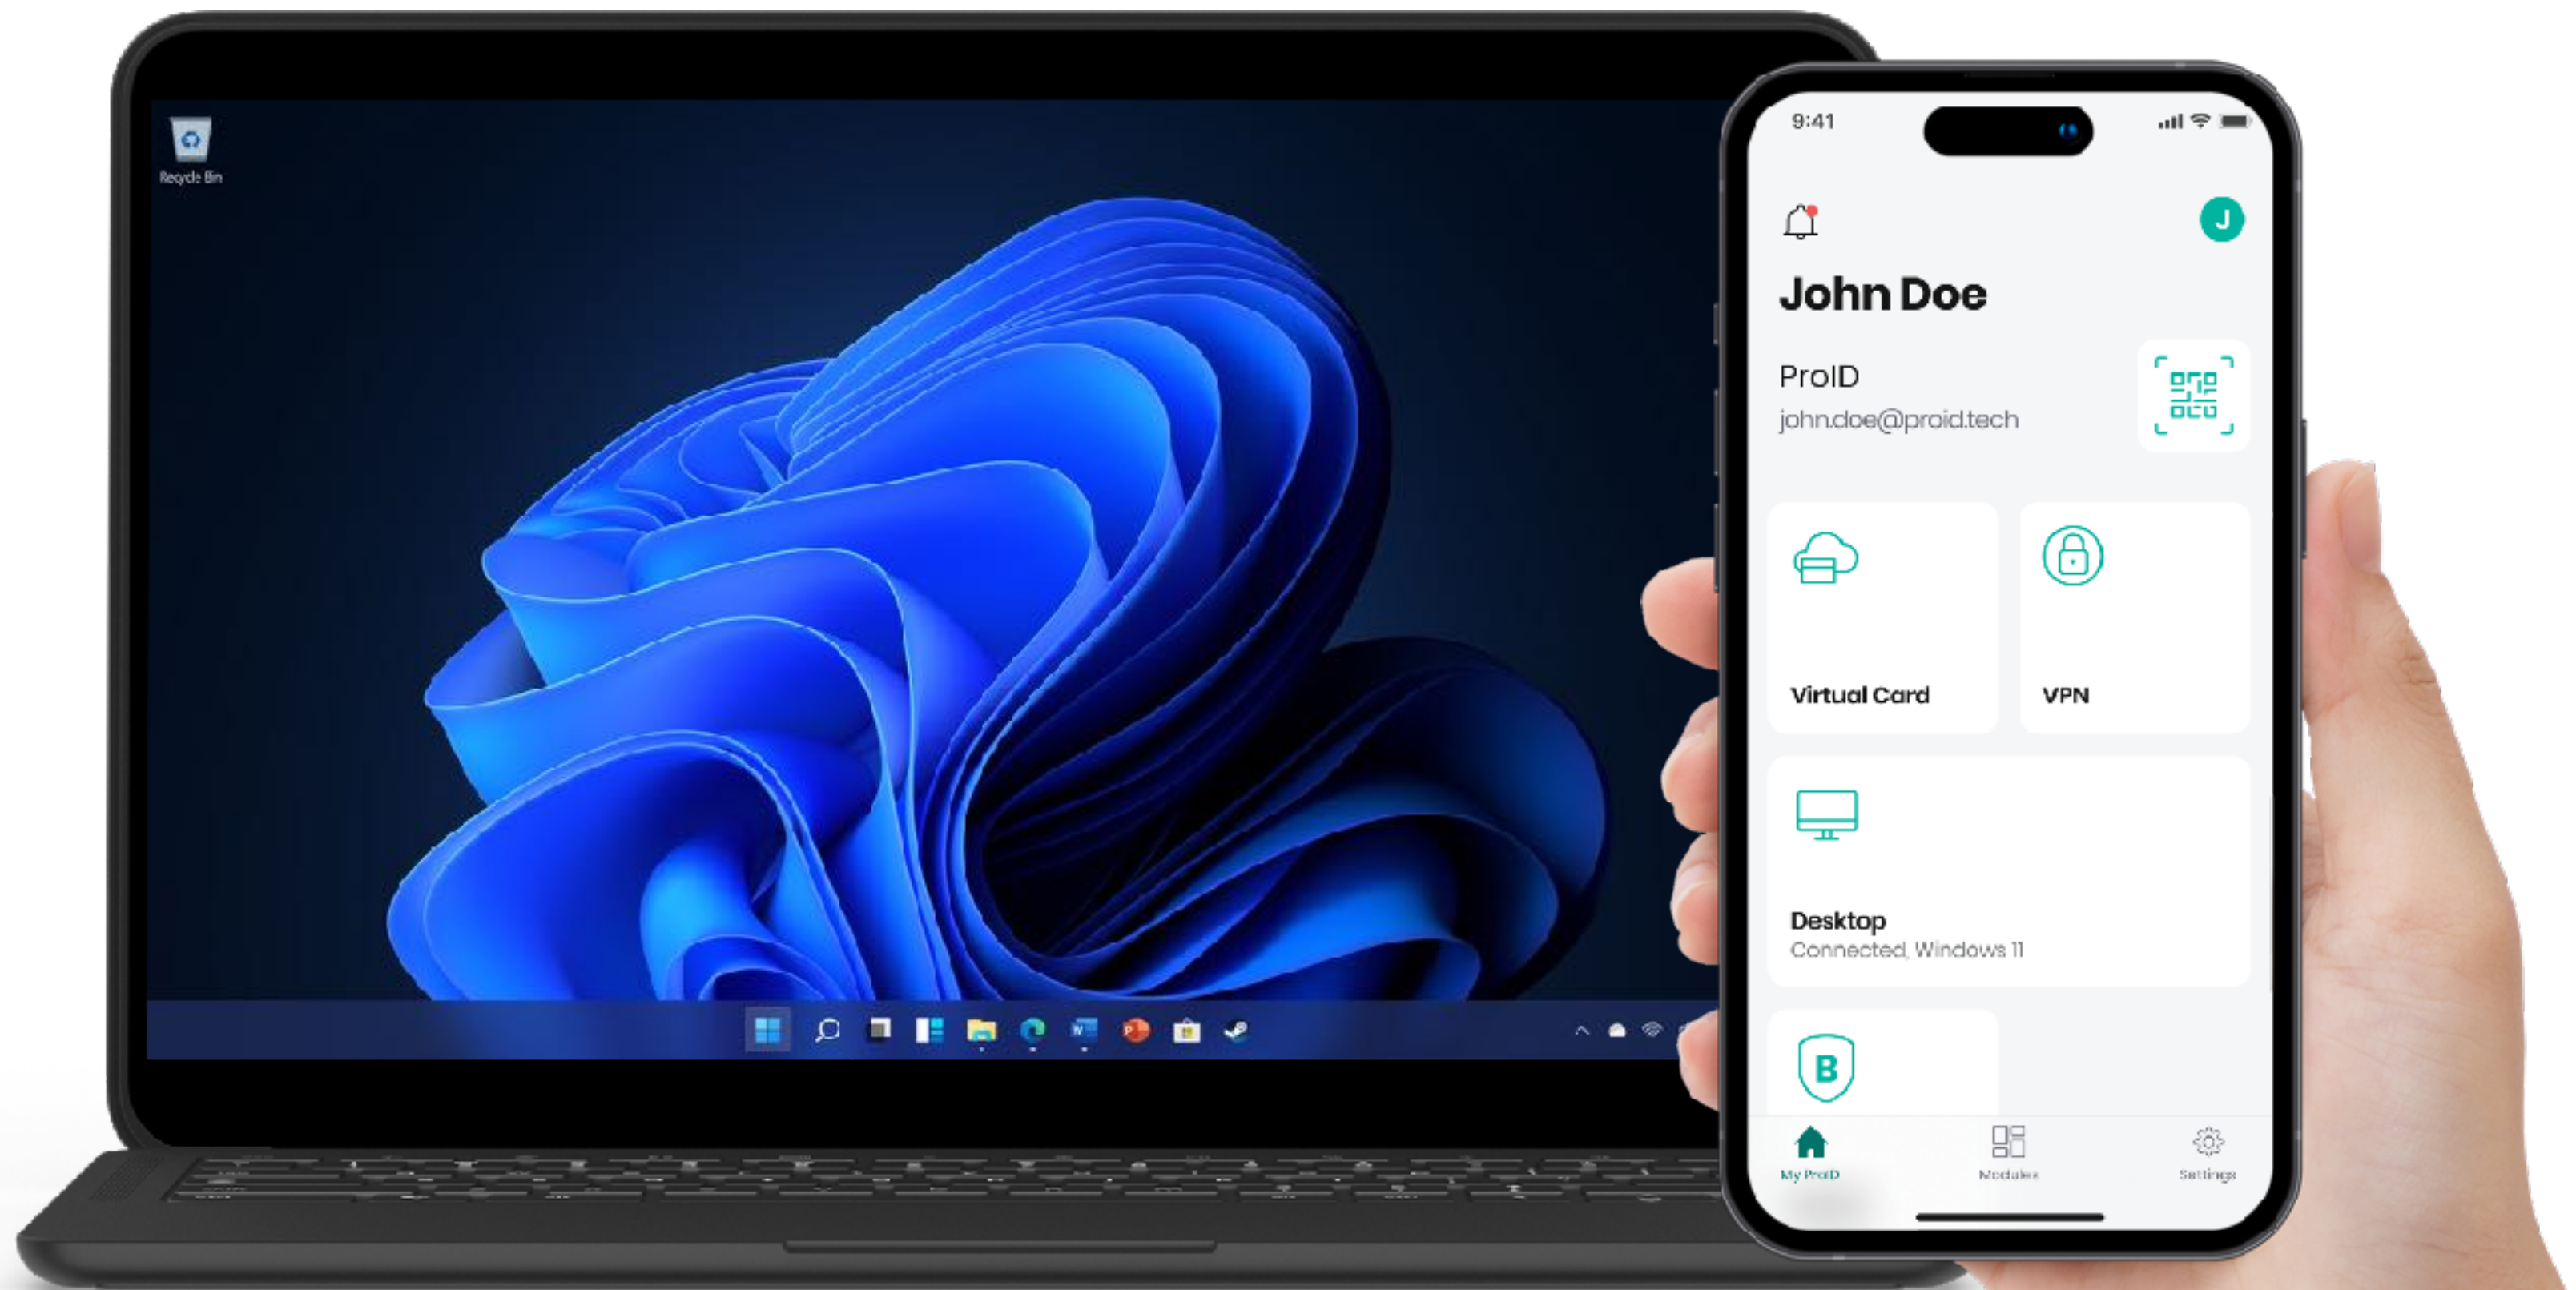 Recycle Bin
9:41
J
John Doe
ProID
john.doe@proid.tech
Virtual Card
VPN
Desktop
Connected, Windows 11
B
My ProID
Modules
Settings